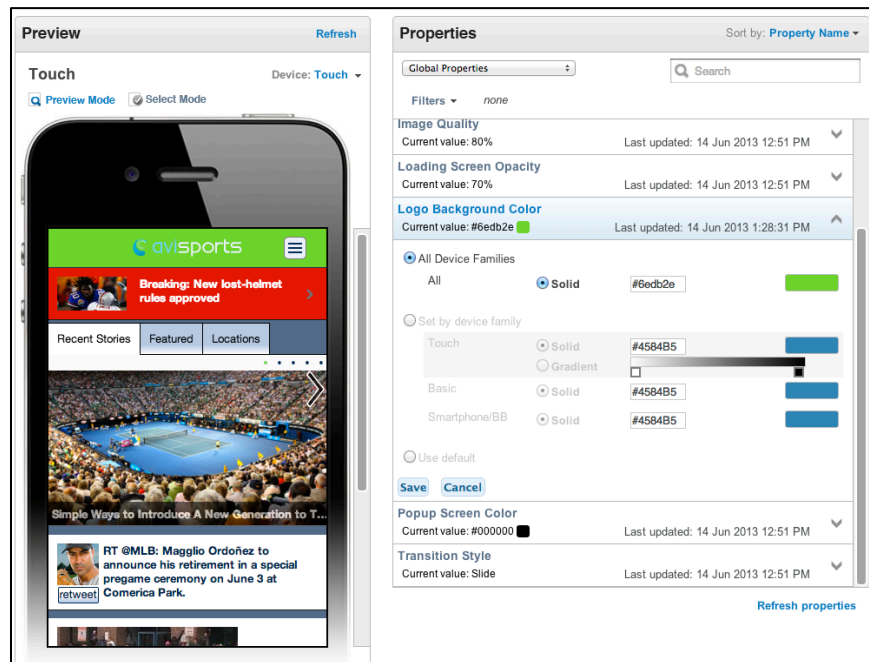 Preview
Refresh
Touch
Device: Touch
Preview Mode
Select Mode
avisports
Breaking: New lost-helmet
rules approved
Recent Stories
Featured
Locations
Simple Ways to Introduce A New Generation to T...
RT @MLB: Magglio Ordoñez to
announce his retirement in a special
pregame ceremony on June 3 at
Comerica Park.
retweet
Properties
Sort by: Property Name
Global Properties
Search
Filters
none
Image Quality
Current value: 80%
Last updated: 14 Jun 2013 12:51 PM
Loading Screen Opacity
Current value: 70%
Last updated: 14 Jun 2013 12:51 PM
Logo Background Color
Current value: #6edb2e
Last updated: 14 Jun 2013 1:28:31 PM
All Device Families
All
Solid
#6edb2e
Set by device family
Touch
Solid
#4584B5
Gradient
Basic
Solid
#4584B5
Smartphone/BB
Solid
#4584B5
Use default
Save
Cancel
Popup Screen Color
Current value: #000000
Last updated: 14 Jun 2013 12:51 PM
Transition Style
Current value: Slide
Last updated: 14 Jun 2013 12:51 PM
Refresh properties